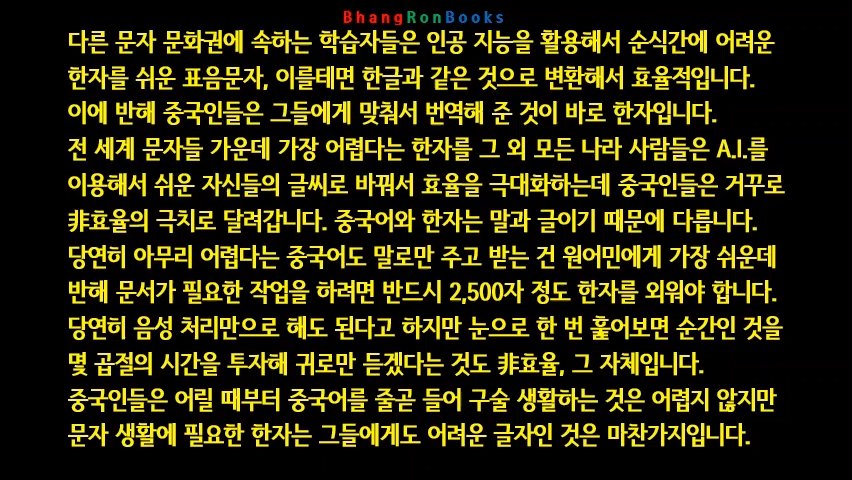 BhangRonBooks
다른 문자 문화권에 속하는 학습자들은 인공 지능을 활용해서 순식간에 어려운
한자를 쉬운 표음문자, 이를테면 한글과 같은 것으로 변환해서 효율적입니다.
이에 반해 중국인들은 그들에게 맞춰서 번역해 준 것이 바로 한자입니다.
전 세계 문자들 가운데 가장 어렵다는 한자를 그 외 모든 나라 사람들은 A.I.를
이용해서 쉬운 자신들의 글씨로 바꿔서 효율을 극대화하는데 중국인들은 거꾸로
非효율의 극치로 달려갑니다. 중국어와 한자는 말과 글이기 때문에 다릅니다.
당연히 아무리 어렵다는 중국어도 말로만 주고 받는 건 원어민에게 가장 쉬운데
반해 문서가 필요한 작업을 하려면 반드시 2,500자 정도 한자를 외워야 합니다.
당연히 음성 처리만으로 해도 된다고 하지만 눈으로 한 번 훑어보면 순간인 것을
몇 곱절의 시간을 투자해 귀로만 듣겠다는 것도 非효율, 그 자체입니다.
중국인들은 어릴 때부터 중국어를 줄곧 들어 구술 생활하는 것은 어렵지 않지만
문자 생활에 필요한 한자는 그들에게도 어려운 글자인 것은 마찬가지입니다.